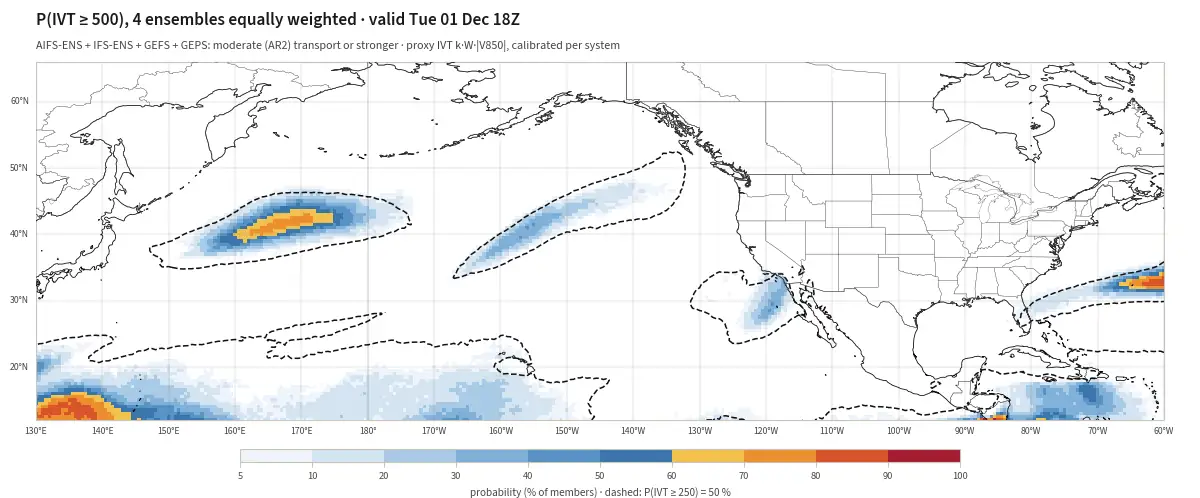 P(IVT ≥ 500), 4 ensembles equally weighted · valid Tue 01 Dec 18Z
AIFS-ENS + IFS-ENS + GEFS + GEPS: moderate (AR2) transport or stronger · proxy IVT k·W·|V850|, calibrated per system
60°N
50°N
40°N
30°N
20°N
130°E 140°E 150°E 160°E 170°E 180° 170°W 160°W 150°W 140°W 130°W 120°W 110°W 100°W 90°W 80°W 70°W 60°W
5 10 20 30 40 50 60 70 80 90 100
probability (% of members) · dashed: P(IVT ≥ 250) = 50 %